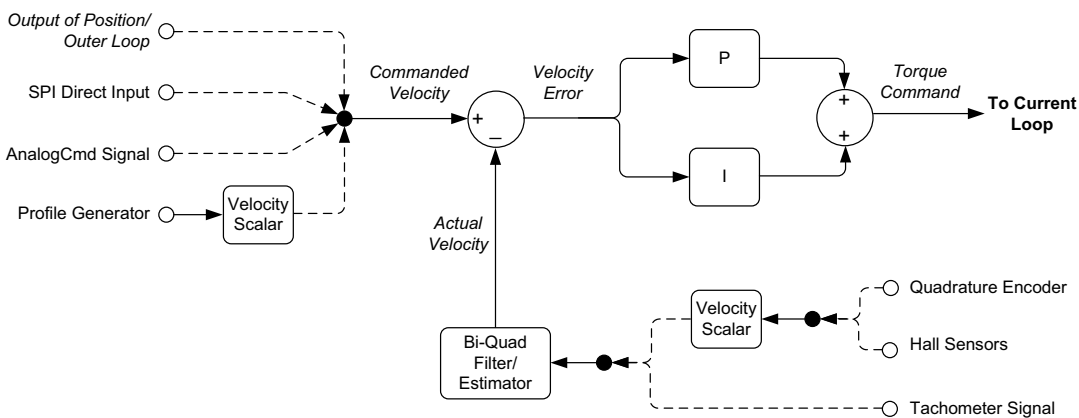 Output of Position/
Outer Loop
SPI Direct Input
AnalogCmd Signal
Profile Generator
Velocity
Scalar
Commanded
Velocity
+
–
Actual
Velocity
Velocity
Error
P
I
+
+
Torque
Command
To Current
Loop
Bi-Quad
Filter/
Estimator
Velocity
Scalar
Quadrature Encoder
Hall Sensors
Tachometer Signal